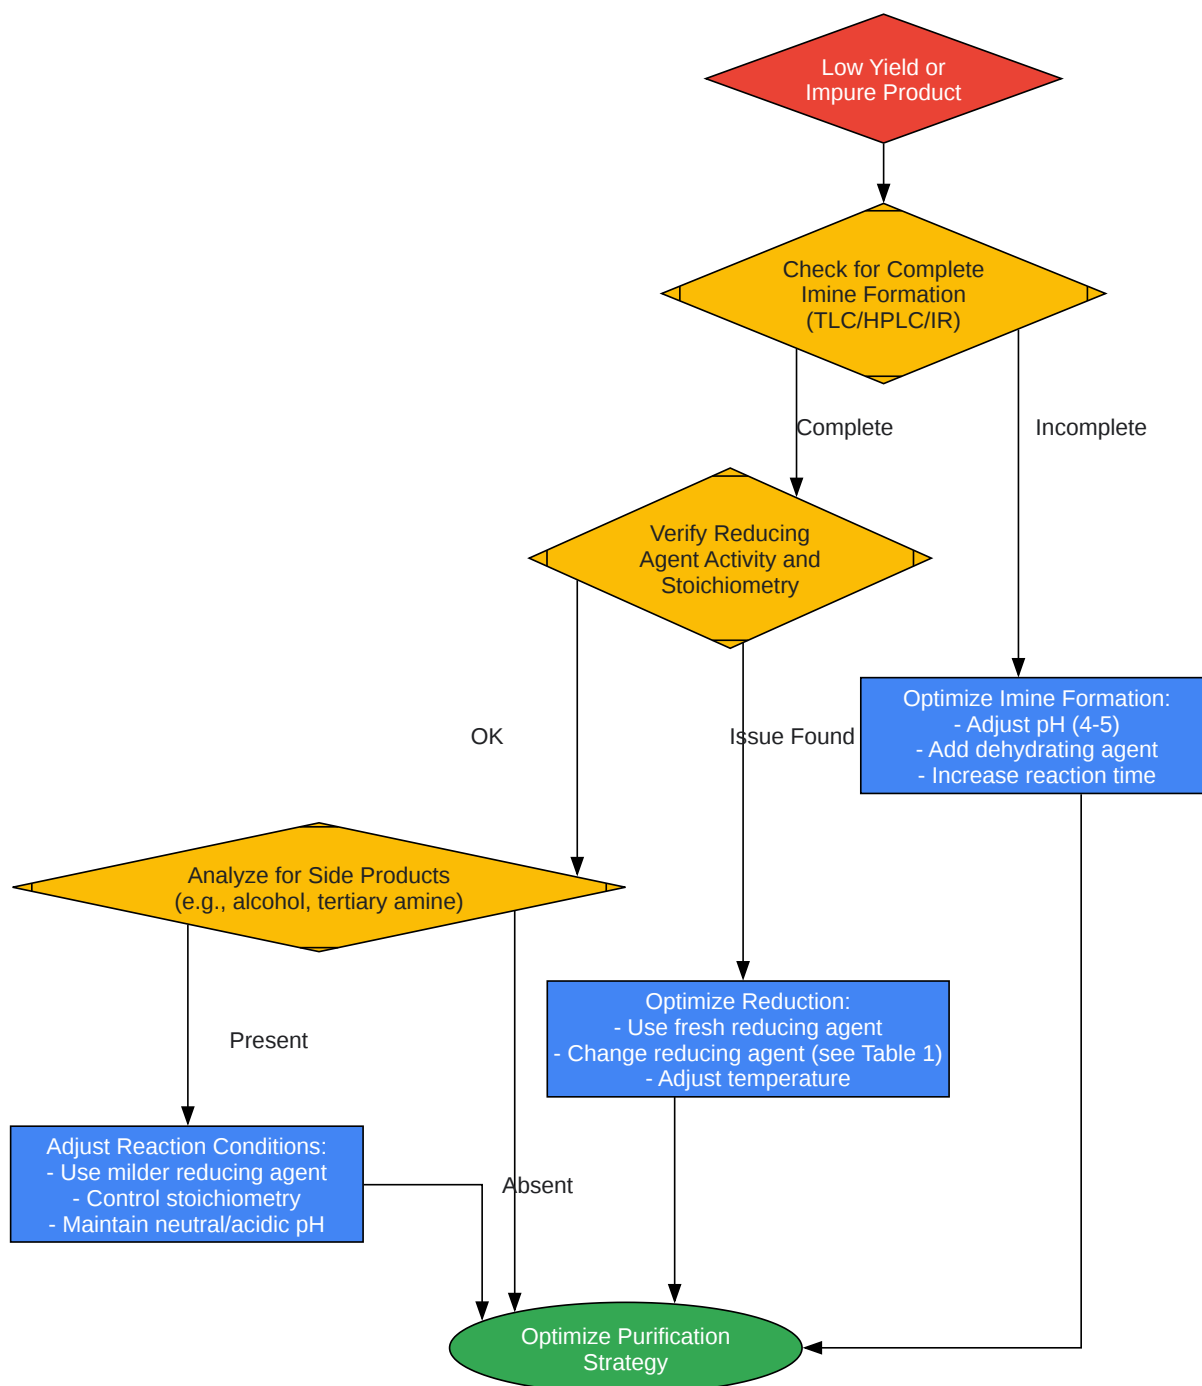 Low Yield or
Impure Product
Check for Complete
Imine Formation
(TLC/HPLC/IR)
Complete
Incomplete
Verify Reducing
Agent Activity and
Stoichiometry
Optimize Imine Formation:
- Adjust pH (4-5)
- Add dehydrating agent
- Increase reaction time
OK
Issue Found
Analyze for Side Products
(e.g., alcohol, tertiary amine)
Optimize Reduction:
- Use fresh reducing agent
- Change reducing agent (see Table 1)
- Adjust temperature
Present
Adjust Reaction Conditions:
- Use milder reducing agent
- Control stoichiometry
- Maintain neutral/acidic pH
Absent
Optimize Purification
Strategy